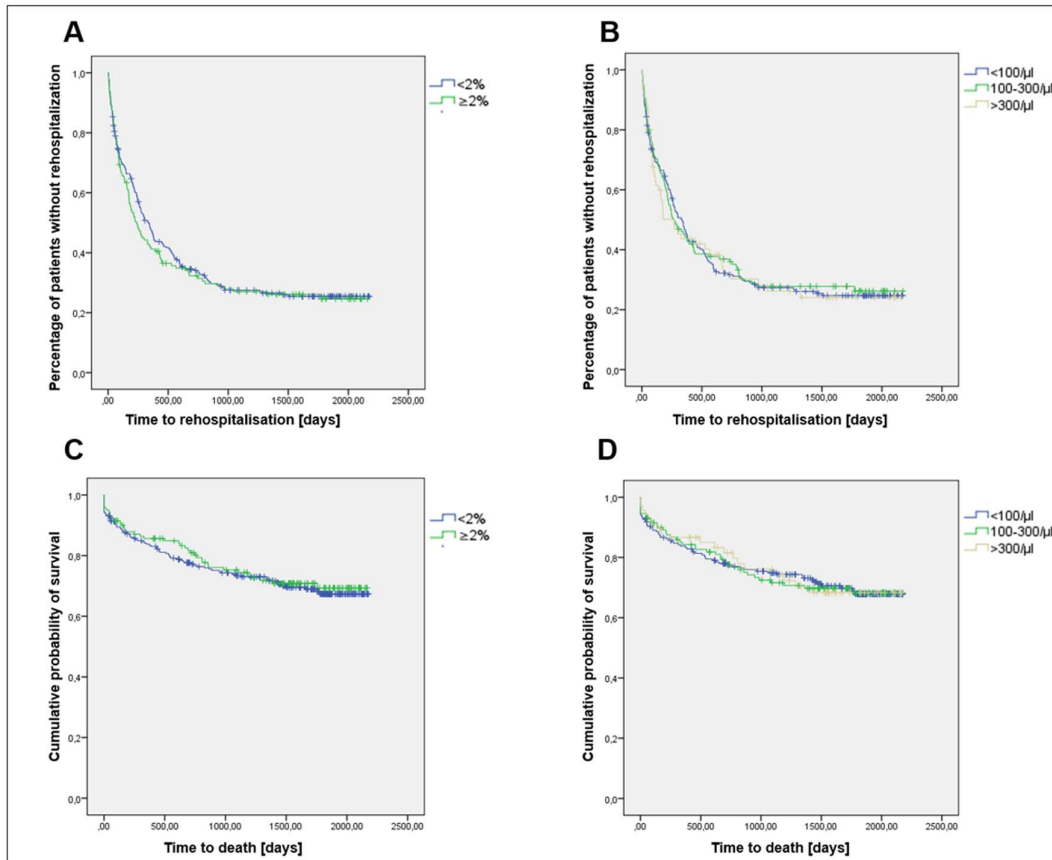 A
Percentage of patients without rehospitalization
1,0
0,8
0,6
0,4
0,2
0,0
,00 500,00 1000,00 1500,00 2000,00 2500,00
Time to rehospitalisation [days]
<2%
≥2%
B
Percentage of patients without rehospitalization
1,0
0,8
0,6
0,4
0,2
0,0
,00 500,00 1000,00 1500,00 2000,00 2500,00
Time to rehospitalisation [days]
<100/µl
100-300/µl
>300/µl
C
Cumulative probability of survival
1,0
0,8
0,6
0,4
0,2
0,0
,00 500,00 1000,00 1500,00 2000,00 2500,00
Time to death [days]
<2%
≥2%
D
Cumulative probability of survival
1,0
0,8
0,6
0,4
0,2
0,0
,00 500,00 1000,00 1500,00 2000,00 2500,00
Time to death [days]
<100/µl
100-300/µl
>300/µl